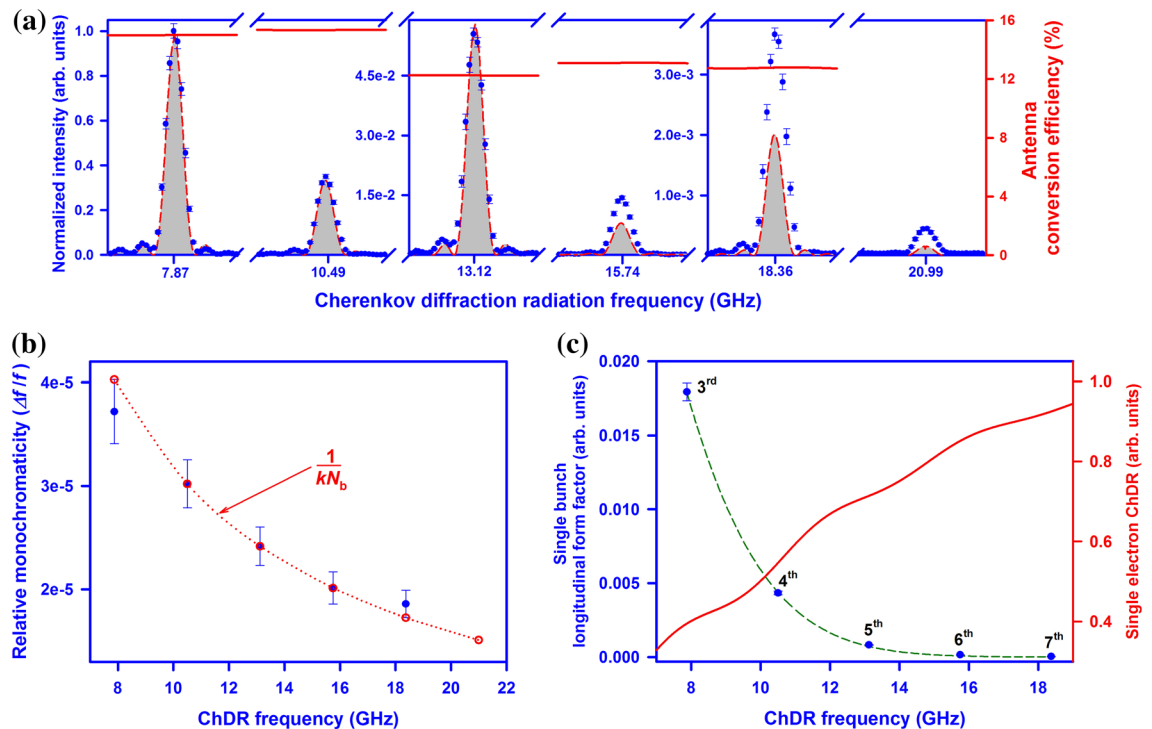 (a)
Normalized intensity (arb. units)
1.0
0.8
0.6
0.4
0.2
0.0
4.5e-2
3.0e-2
1.5e-2
3.0e-3
2.0e-3
1.0e-3
0.0
16
12
8
4
0
Antenna
conversion efficiency (%)
7.87 10.49 13.12 15.74 18.36 20.99
Cherenkov diffraction radiation frequency (GHz)
(b)
Relative monochromaticity (Δf/f)
4e-5
3e-5
2e-5
1
kNb
8 10 12 14 16 18 20 22
ChDR frequency (GHz)
(c)
Single bunch
longitudinal form factor (arb. units)
0.020
0.015
0.010
0.005
0.000
3rd
4th
5th
6th
7th
1.0
0.8
0.6
0.4
Single electron ChDR (arb. units)
8 10 12 14 16 18
ChDR frequency (GHz)